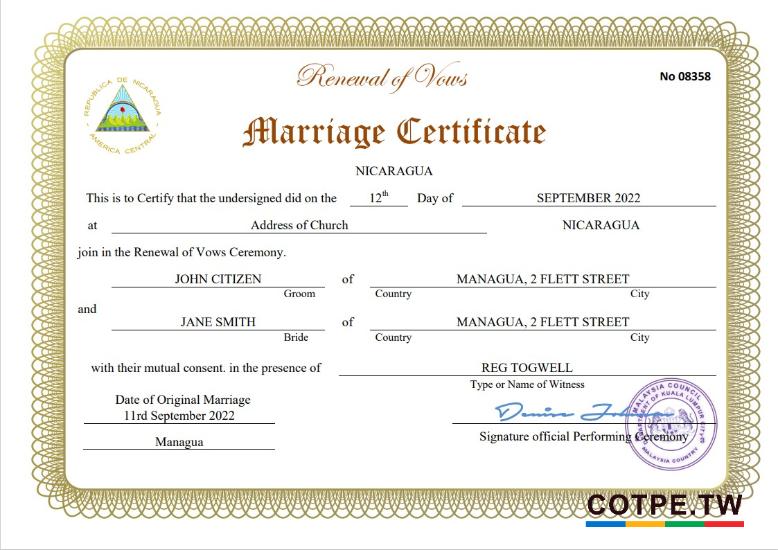 Renewal of Vows
No 08358
REPUBLICA DE NICARAGUA
AMERICA CENTRAL
Marriage Certificate
NICARAGUA
This is to Certify that the undersigned did on the 12th Day of SEPTEMBER 2022
at Address of Church NICARAGUA
join in the Renewal of Vows Ceremony.
JOHN CITIZEN of MANAGUA, 2 FLETT STREET
Groom Country City
and
JANE SMITH of MANAGUA, 2 FLETT STREET
Bride Country City
with their mutual consent. in the presence of REG TOGWELL
Type or Name of Witness
Date of Original Marriage
11rd September 2022
Managua
Denise
Signature official Performing Ceremony
MALAYSIA COUNCIL
DEPARTMENT OF KUALA LUMPUR CITY
MALAYSIA COUNTRY
COTPE.TW